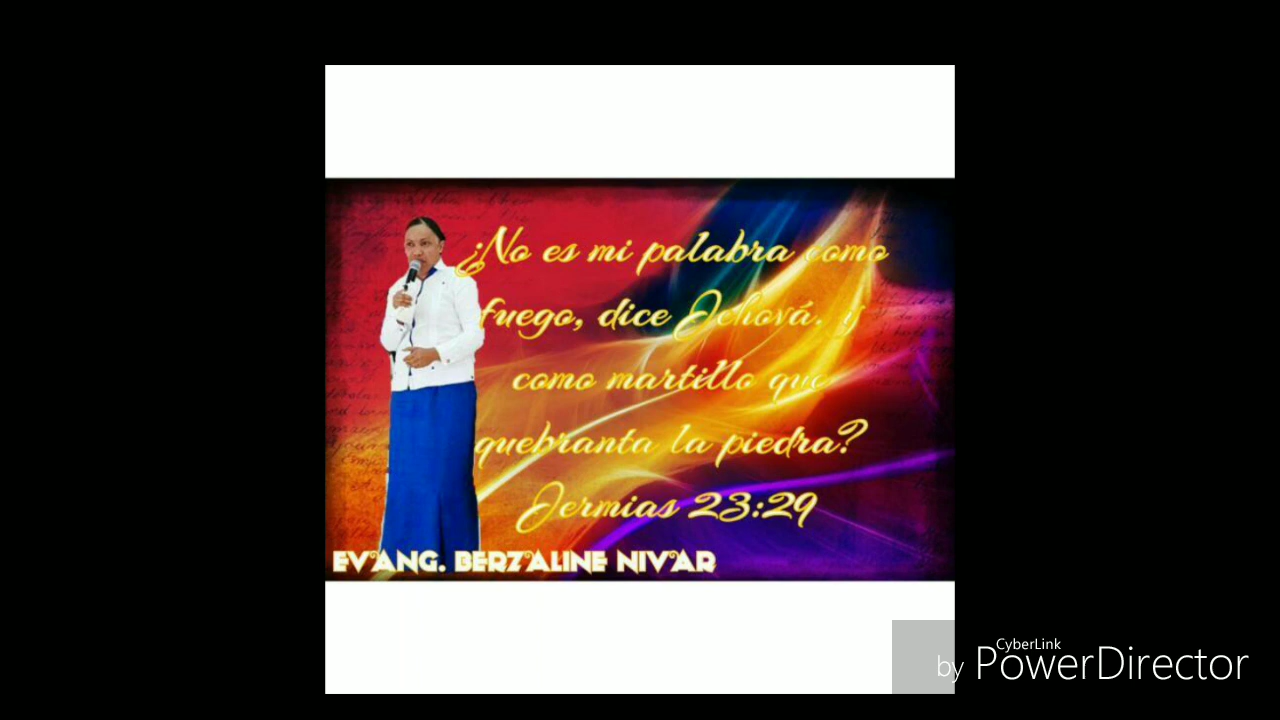 ¿No es mi palabra como
fuego, dice Jehová, y
como martillo que
quebranta la piedra?
Jermias 23:29
EVANG. BERZALINE NIVAR
CyberLink
by PowerDirector